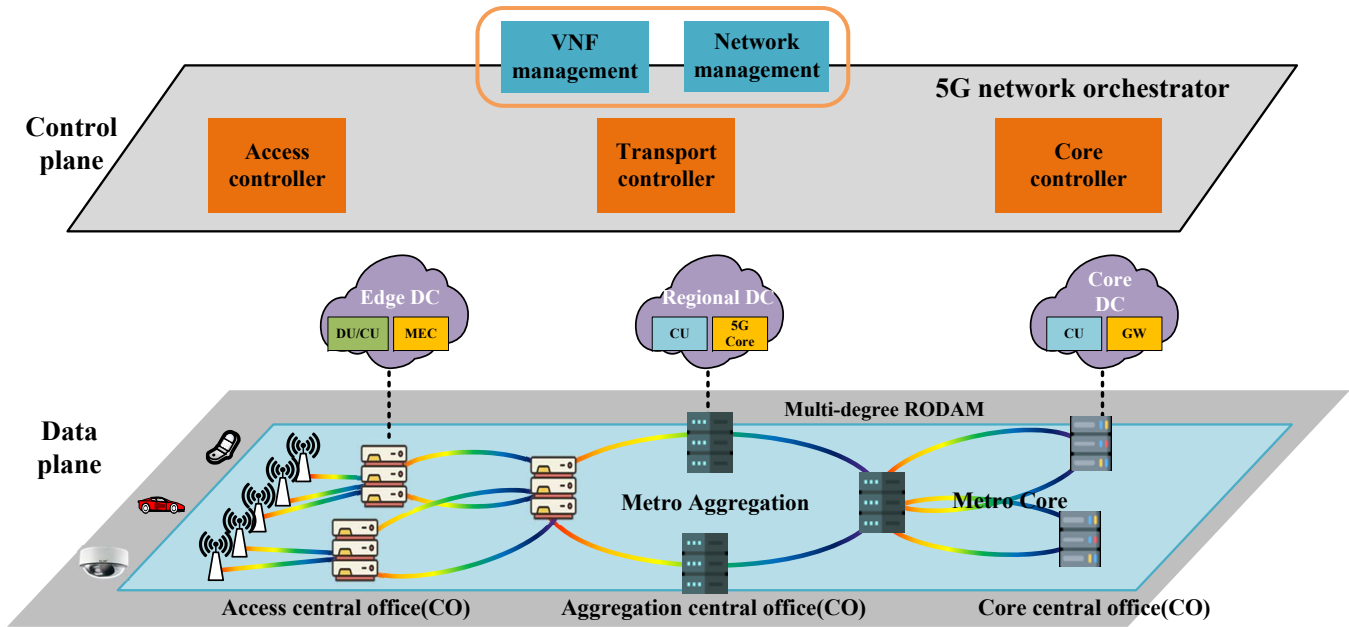 VNF
management
Network
management
5G network orchestrator
Control
plane
Access
controller
Transport
controller
Core
controller
Edge DC
DU/CU
MEC
Regional DC
CU
5G
Core
Core
DC
CU
GW
Data
plane
Multi-degree RODAM
Metro Aggregation
Metro Core
Access central office(CO)
Aggregation central office(CO)
Core central office(CO)